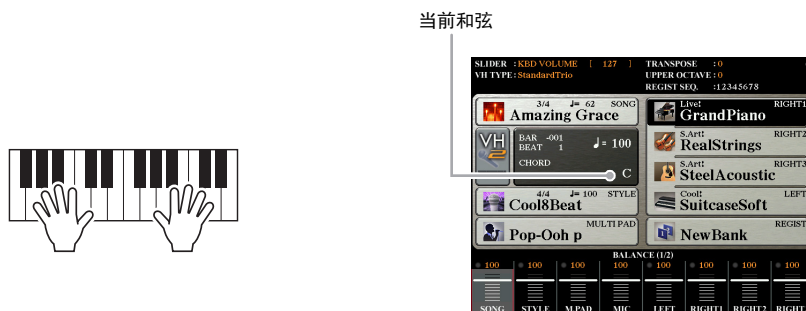 当前和弦
SLIDER :KBD VOLUME [ 127 ] TRANSPOSE :0
VH TYPE:StandardTrio UPPER OCTAVE:0
REGIST SEQ. :12345678
3/4 ♩= 62 SONG
Amazing Grace
Live! RIGHT1
GrandPiano
VH2
BAR -001
BEAT 1
♩= 100
CHORD
C
S.Art! RIGHT2
RealStrings
S.Art! RIGHT3
SteelAcoustic
4/4 ♩= 100 STYLE
Cool8Beat
Cool! LEFT
SuitcaseSoft
MULTI PAD
Pop-Ooh p
REGIST
NewBank
BALANCE (1/2)
100 100 100 100 100 100 100 100
SONG STYLE M.PAD MIC LEFT RIGHT1 RIGHT2 RIGHT